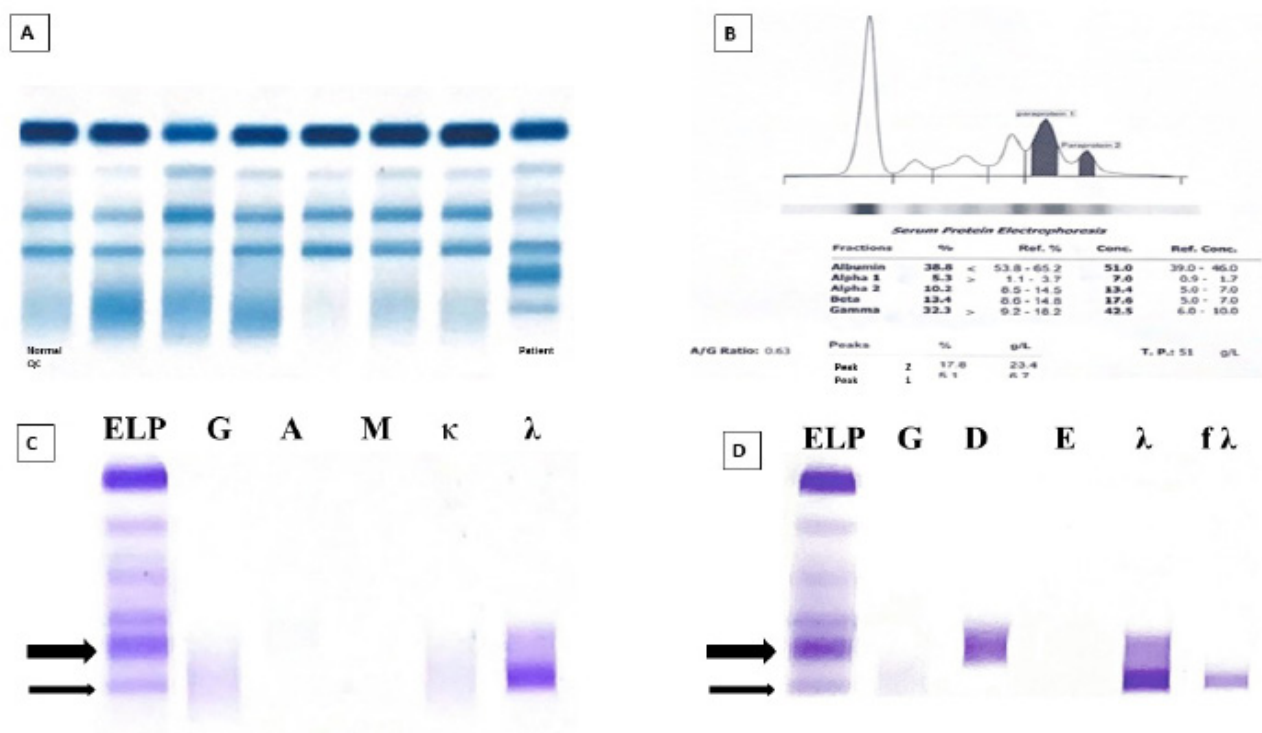 A
Normal
QC
Patient
B
paraprotein 1
Paraprotein 2
Serum Protein Electrophoresis
Fractions % Ref. % Conc. Ref. Conc.
Albumin 38.8 < 53.8 - 65.2 51.0 39.0 - 46.0
Alpha 1 5.3 > 1.1 - 3.7 7.0 0.9 - 1.7
Alpha 2 10.2 8.5 - 14.5 13.4 5.0 - 7.0
Beta 13.4 8.6 - 14.8 17.6 5.0 - 7.0
Gamma 32.3 > 9.2 - 18.2 42.5 6.0 - 10.0
A/G Ratio: 0.63
Peaks % g/L
T. P.: 51 g/L
Peak 2 17.8 23.4
Peak 1 5.1 6.7
C
ELP G A M κ λ
D
ELP G D E λ f λ